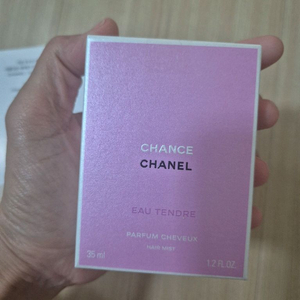 CHANCE
CHANEL
EAU TENDRE
PARFUM CHEVEUX
HAIR MIST
35 ml 1.2 FL.OZ.